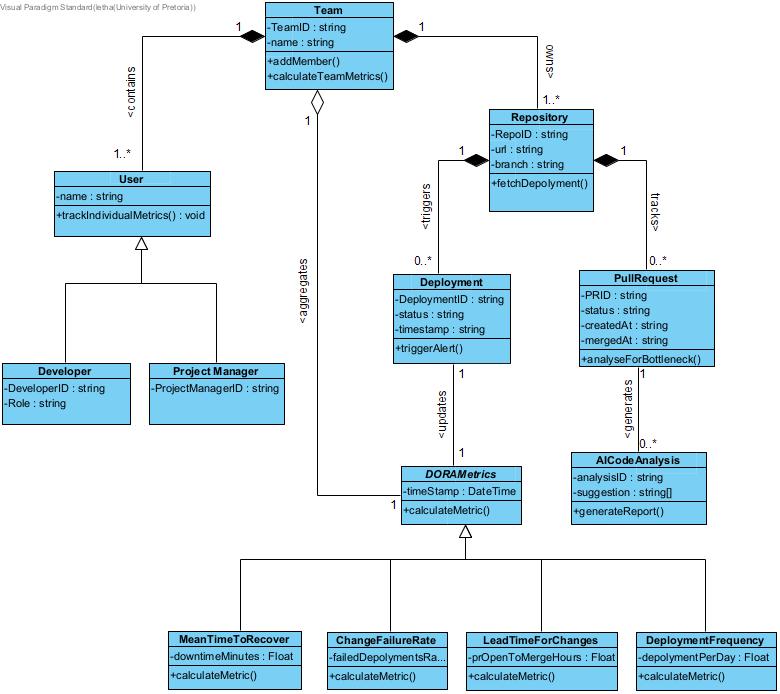 Visual Paradigm Standard(letha(University of Pretoria))
Team
-TeamID : string
-name : string
+addMember()
+calculateTeamMetrics()
1
1
<contains
owns>
1..*
1..*
Repository
-RepoID : string
-url : string
-branch : string
+fetchDepolyment()
1
1
1
User
-name : string
+trackIndividualMetrics() : void
<triggers
tracks>
0..*
0..*
<aggregates
Deployment
-DeploymentID : string
-status : string
-timestamp : string
+triggerAlert()
PullRequest
-PRID : string
-status : string
-createdAt : string
-mergedAt : string
+analyseForBottleneck()
Developer
-DeveloperID : string
-Role : string
Project Manager
-ProjectManagerID : string
1
1
<updates
<generates
1
0..*
DORAMetrics
-timeStamp : DateTime
+calculateMetric()
1
AICodeAnalysis
-analysisID : string
-suggestion : string[]
+generateReport()
MeanTimeToRecover
-downtimeMinutes : Float
+calculateMetric()
ChangeFailureRate
-failedDepolymentsRa...
+calculateMetric()
LeadTimeForChanges
-prOpenToMergeHours : Float
+calculateMetric()
DeploymentFrequency
-depolymentPerDay : Float
+calculateMetric()